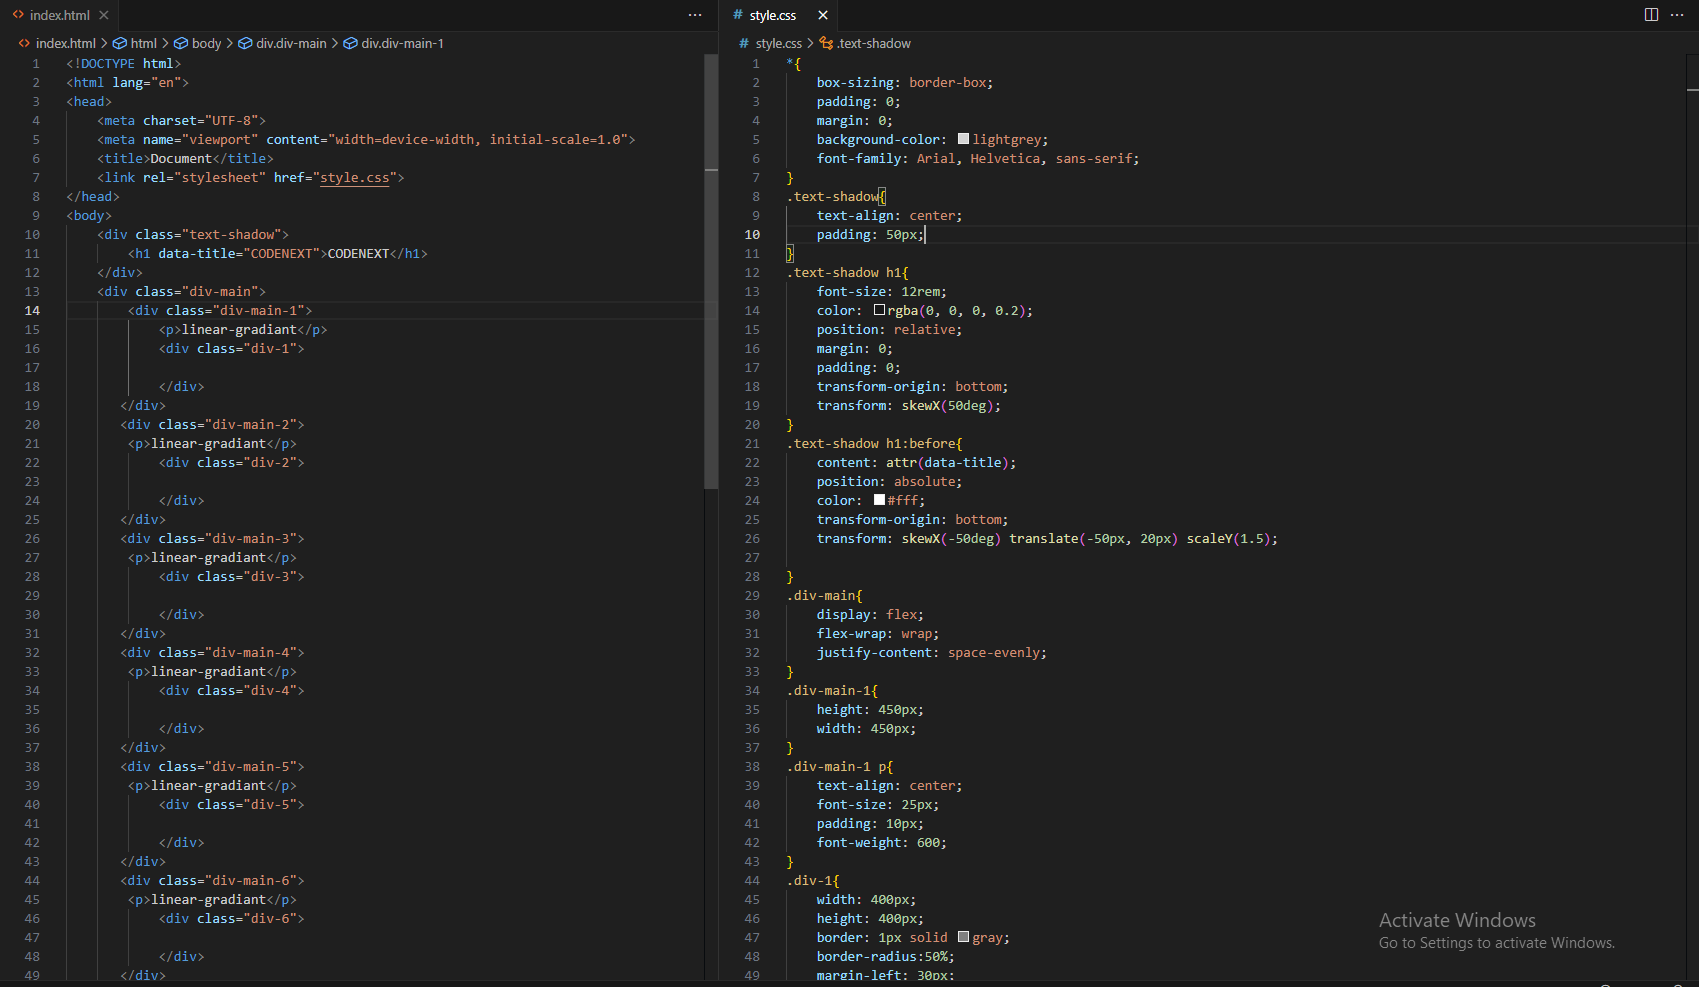 index.html
index.html > html > body > div.div-main > div.div-main-1
1 <!DOCTYPE html>
2 <html lang="en">
3 <head>
4 <meta charset="UTF-8">
5 <meta name="viewport" content="width=device-width, initial-scale=1.0">
6 <title>Document</title>
7 <link rel="stylesheet" href="style.css">
8 </head>
9 <body>
10 <div class="text-shadow">
11 <h1 data-title="CODENEXT">CODENEXT</h1>
12 </div>
13 <div class="div-main">
14 <div class="div-main-1">
15 <p>linear-gradiant</p>
16 <div class="div-1">
17
18 </div>
19 </div>
20 <div class="div-main-2">
21 <p>linear-gradiant</p>
22 <div class="div-2">
23
24 </div>
25 </div>
26 <div class="div-main-3">
27 <p>linear-gradiant</p>
28 <div class="div-3">
29
30 </div>
31 </div>
32 <div class="div-main-4">
33 <p>linear-gradiant</p>
34 <div class="div-4">
35
36 </div>
37 </div>
38 <div class="div-main-5">
39 <p>linear-gradiant</p>
40 <div class="div-5">
41
42 </div>
43 </div>
44 <div class="div-main-6">
45 <p>linear-gradiant</p>
46 <div class="div-6">
47
48 </div>
49 </div>
# style.css
# style.css > .text-shadow
1 *{
2 box-sizing: border-box;
3 padding: 0;
4 margin: 0;
5 background-color: lightgrey;
6 font-family: Arial, Helvetica, sans-serif;
7 }
8 .text-shadow{
9 text-align: center;
10 padding: 50px;
11 }
12 .text-shadow h1{
13 font-size: 12rem;
14 color: rgba(0, 0, 0, 0.2);
15 position: relative;
16 margin: 0;
17 padding: 0;
18 transform-origin: bottom;
19 transform: skewX(50deg);
20 }
21 .text-shadow h1:before{
22 content: attr(data-title);
23 position: absolute;
24 color: #fff;
25 transform-origin: bottom;
26 transform: skewX(-50deg) translate(-50px, 20px) scaleY(1.5);
27
28 }
29 .div-main{
30 display: flex;
31 flex-wrap: wrap;
32 justify-content: space-evenly;
33 }
34 .div-main-1{
35 height: 450px;
36 width: 450px;
37 }
38 .div-main-1 p{
39 text-align: center;
40 font-size: 25px;
41 padding: 10px;
42 font-weight: 600;
43 }
44 .div-1{
45 width: 400px;
46 height: 400px;
47 border: 1px solid gray;
48 border-radius:50%;
49 margin-left: 30px;
Activate Windows
Go to Settings to activate Windows.